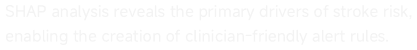 SHAP analysis reveals the primary drivers of stroke risk,
enabling the creation of clinician-friendly alert rules.